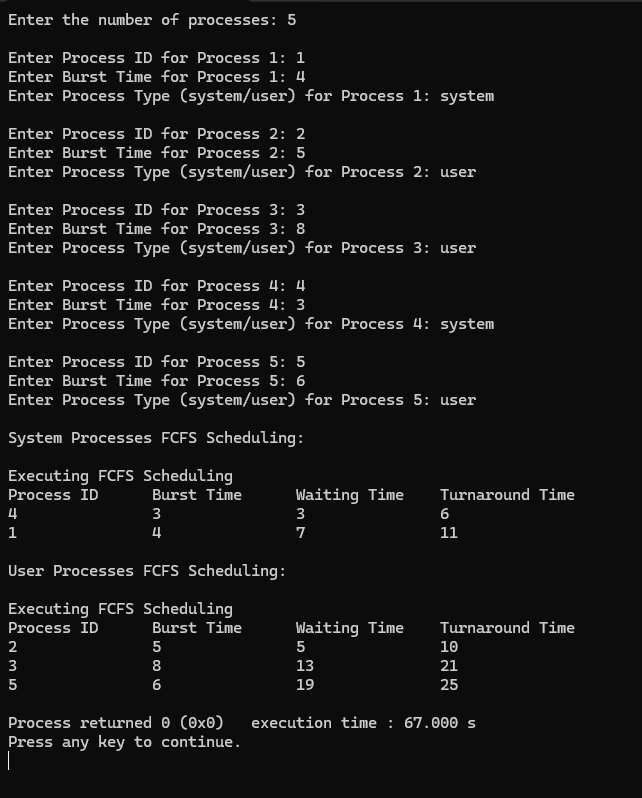 Enter the number of processes: 5
Enter Process ID for Process 1: 1
Enter Burst Time for Process 1: 4
Enter Process Type (system/user) for Process 1: system
Enter Process ID for Process 2: 2
Enter Burst Time for Process 2: 5
Enter Process Type (system/user) for Process 2: user
Enter Process ID for Process 3: 3
Enter Burst Time for Process 3: 8
Enter Process Type (system/user) for Process 3: user
Enter Process ID for Process 4: 4
Enter Burst Time for Process 4: 3
Enter Process Type (system/user) for Process 4: system
Enter Process ID for Process 5: 5
Enter Burst Time for Process 5: 6
Enter Process Type (system/user) for Process 5: user
System Processes FCFS Scheduling:
Executing FCFS Scheduling
Process ID      Burst Time      Waiting Time    Turnaround Time
4               3               3               6
1               4               7               11
User Processes FCFS Scheduling:
Executing FCFS Scheduling
Process ID      Burst Time      Waiting Time    Turnaround Time
2               5               5               10
3               8               13              21
5               6               19              25
Process returned 0 (0x0)   execution time : 67.000 s
Press any key to continue.